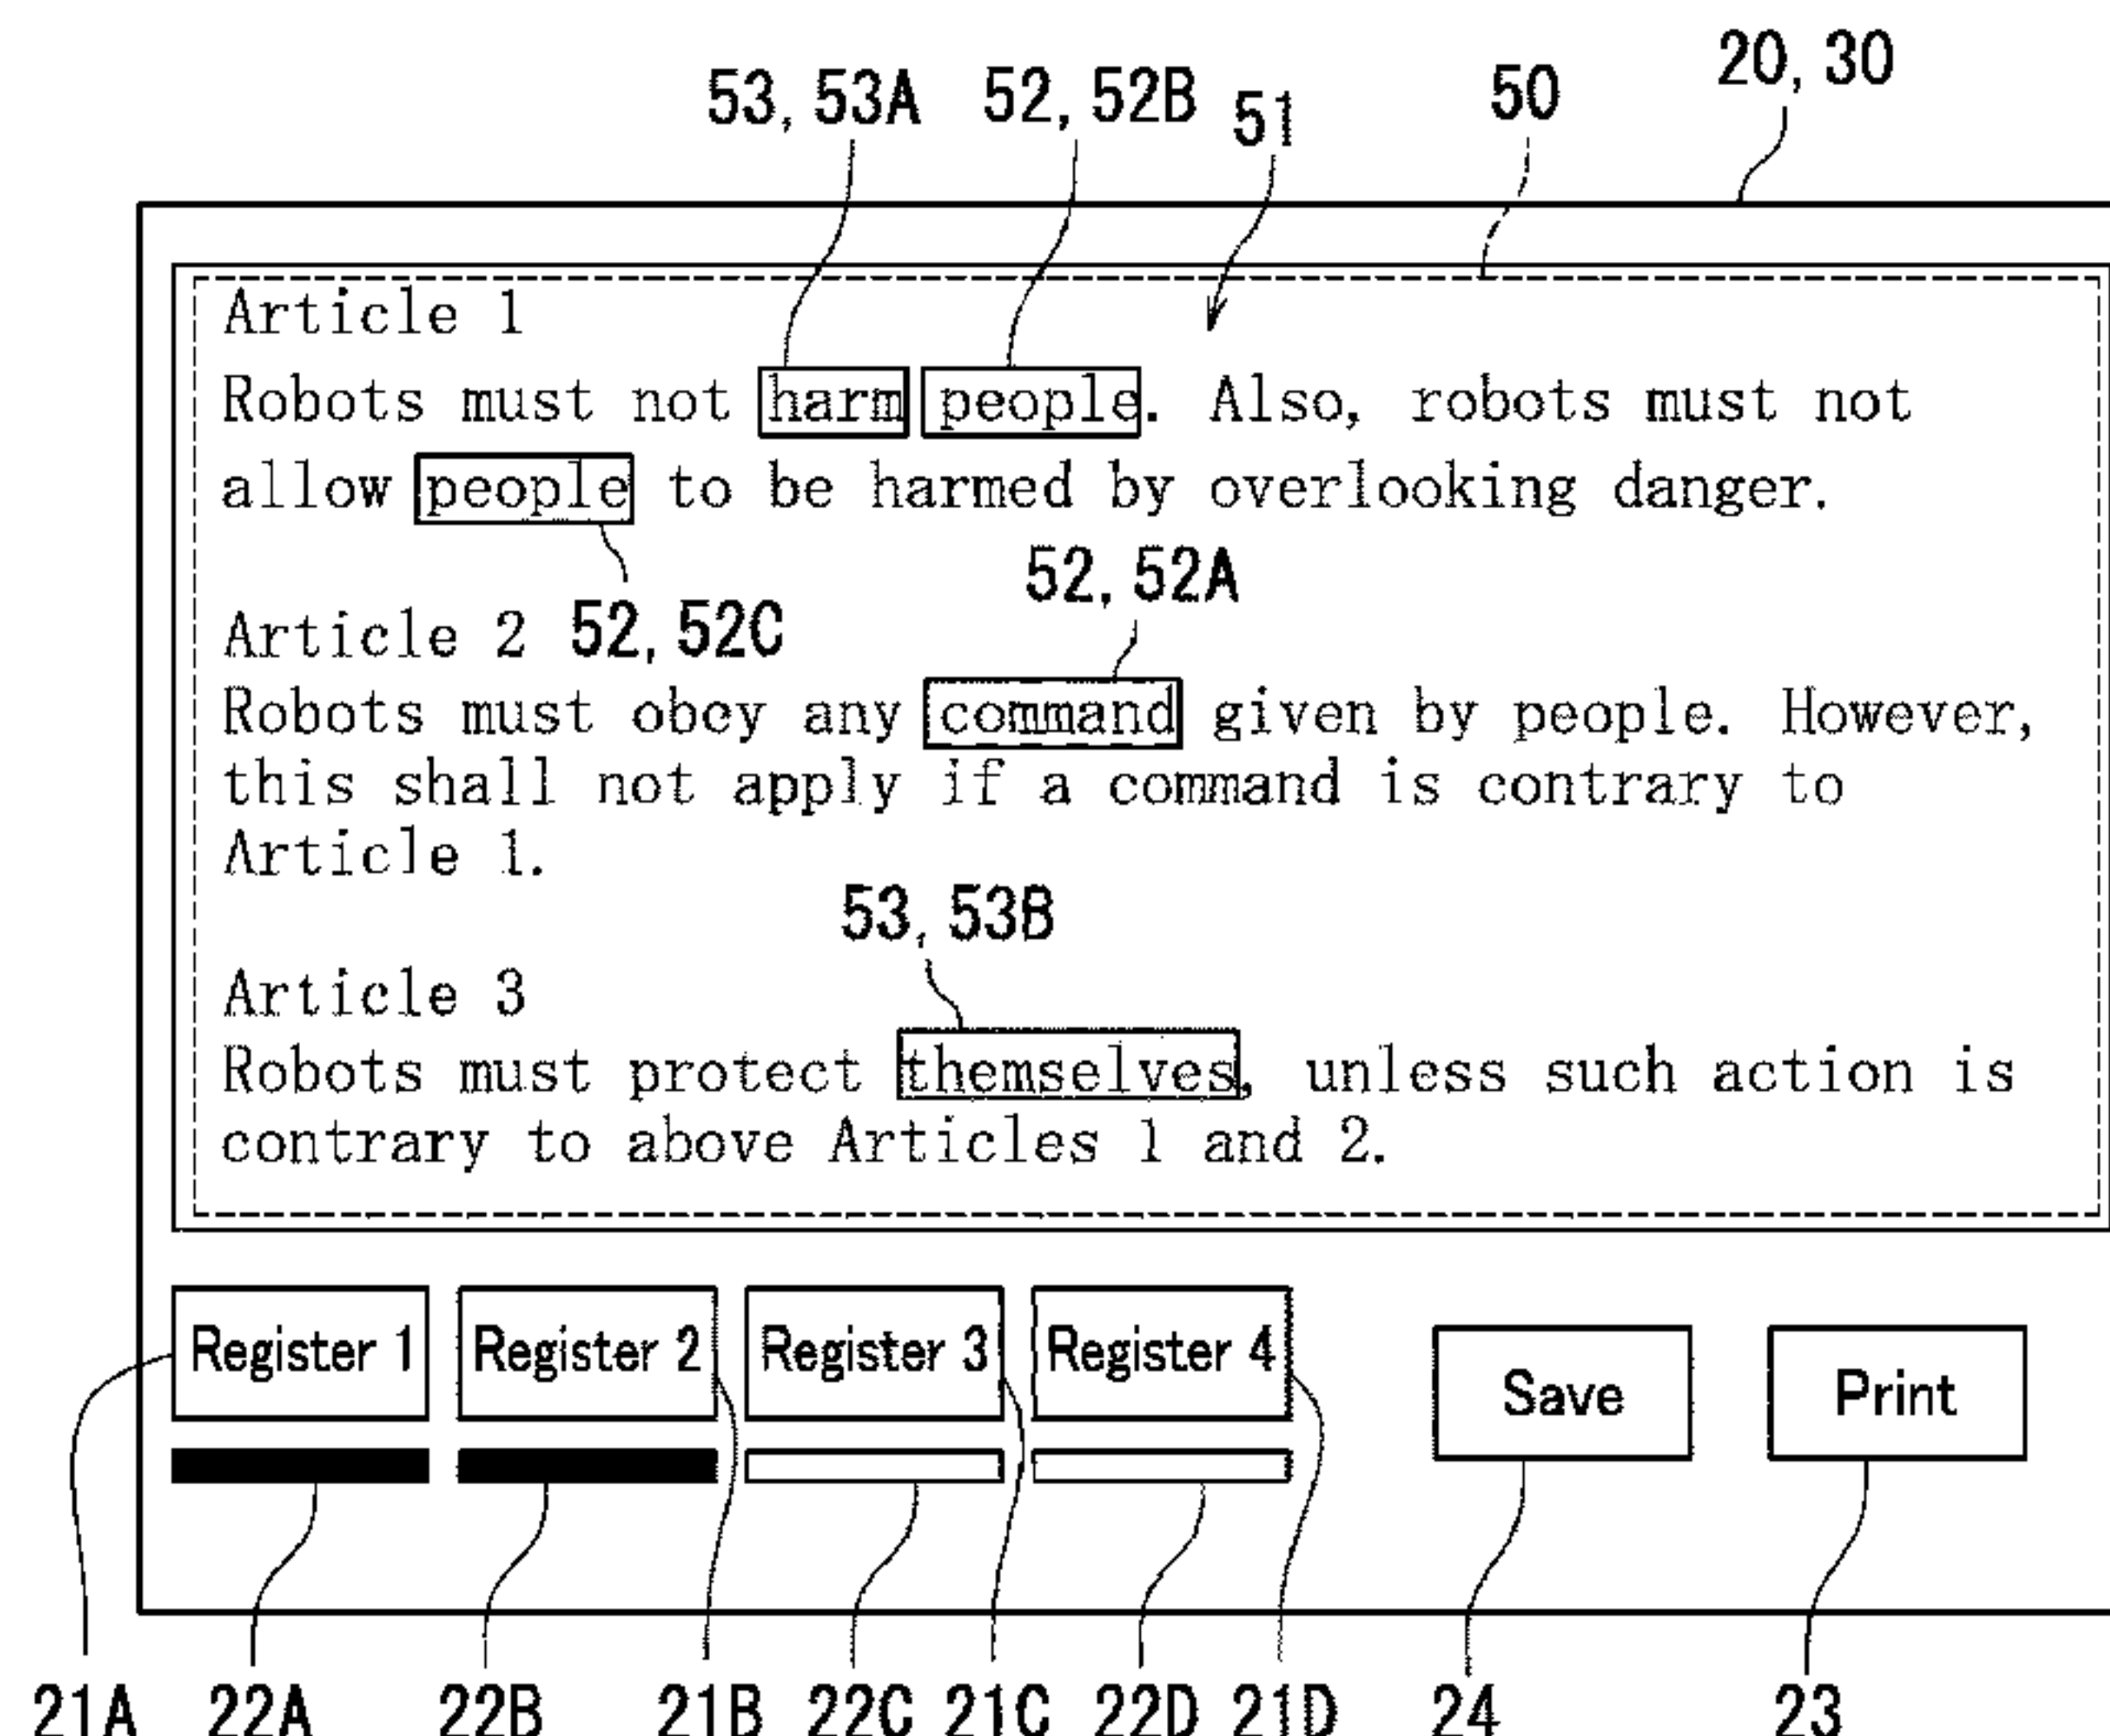 20, 30
53, 53A 52, 52B 51 50
Article 1
Robots must not harm people. Also, robots must not
allow people to be harmed by overlooking danger.
52, 52A
Article 2 52, 52C
Robots must obey any command given by people. However,
this shall not apply if a command is contrary to
Article 1.
53, 53B
Article 3
Robots must protect themselves, unless such action is
contrary to above Articles 1 and 2.
Register 1 Register 2 Register 3 Register 4 Save Print
21A 22A 22B 21B 22C 21C 22D 21D 24 23